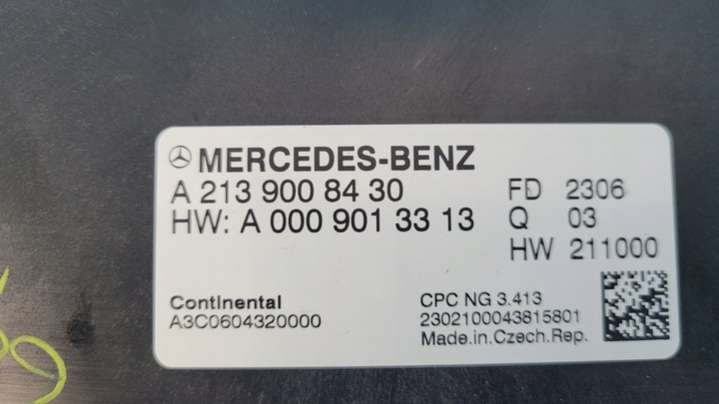 MERCEDES-BENZ
A 213 900 84 30 FD 2306
HW: A 000 901 33 13 Q 03
HW 211000
Continental CPC NG 3.413
A3C0604320000 2302100043815801
Made.in.Czech.Rep.